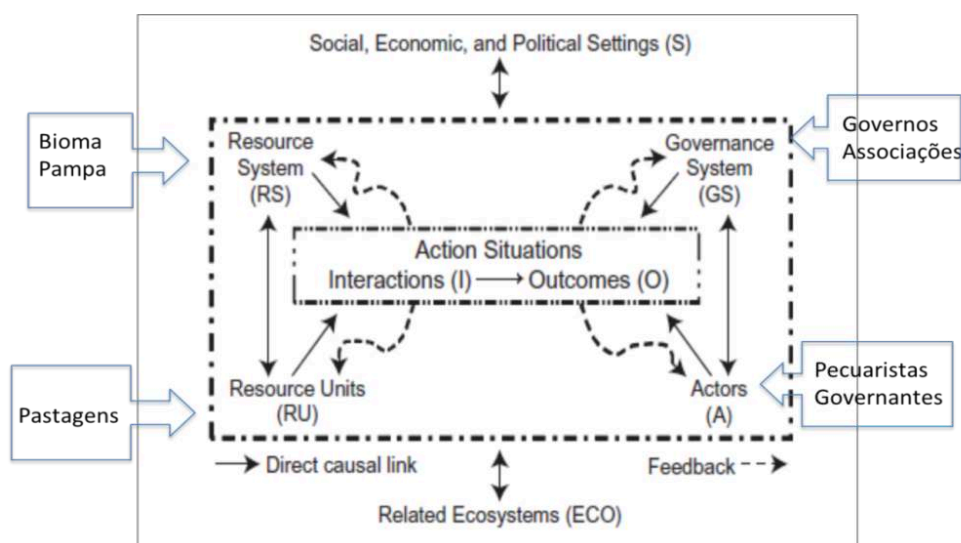 Social, Economic, and Political Settings (S)
Bioma
Pampa
Resource
System
(RS)
Governance
System
(GS)
Governos
Associações
Action Situations
Interactions (I) → Outcomes (O)
Pastagens
Resource Units
(RU)
Actors
(A)
Pecuaristas
Governantes
Direct causal link
Feedback
Related Ecosystems (ECO)